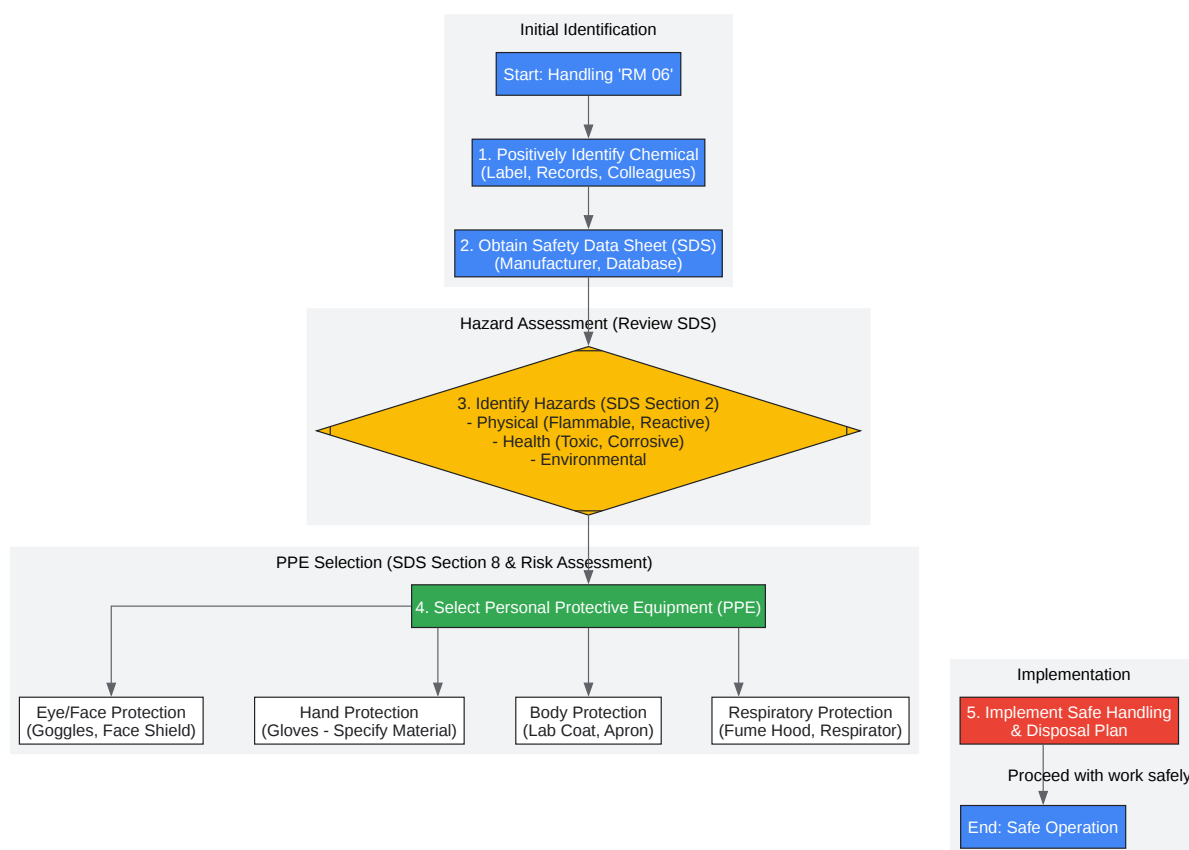 Initial Identification
Start: Handling 'RM 06'
1. Positively Identify Chemical
(Label, Records, Colleagues)
2. Obtain Safety Data Sheet (SDS)
(Manufacturer, Database)
Hazard Assessment (Review SDS)
3. Identify Hazards (SDS Section 2)
- Physical (Flammable, Reactive)
- Health (Toxic, Corrosive)
- Environmental
PPE Selection (SDS Section 8 & Risk Assessment)
4. Select Personal Protective Equipment (PPE)
Eye/Face Protection
(Goggles, Face Shield)
Hand Protection
(Gloves - Specify Material)
Body Protection
(Lab Coat, Apron)
Respiratory Protection
(Fume Hood, Respirator)
Implementation
5. Implement Safe Handling
& Disposal Plan
Proceed with work safely
End: Safe Operation